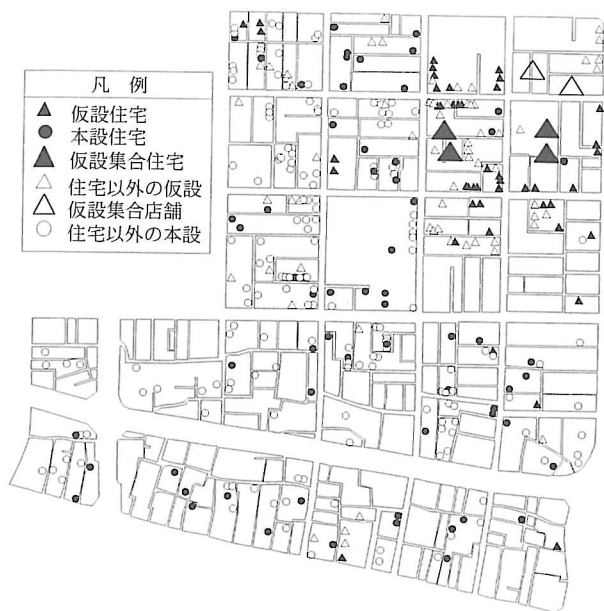 凡 例
仮設住宅
本設住宅
仮設集合住宅
住宅以外の仮設
仮設集合店舗
住宅以外の本設